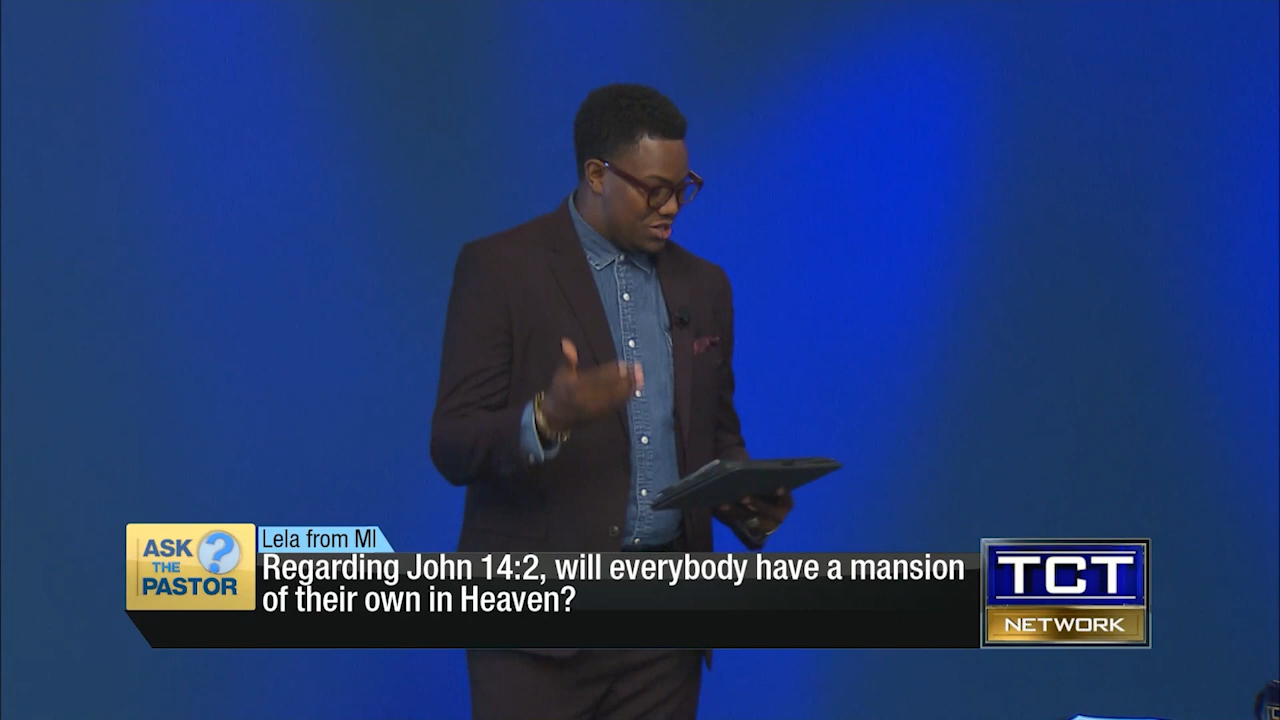 ASK
THE
PASTOR
?
Lela from MI
Regarding John 14:2, will everybody have a mansion
of their own in Heaven?
TCT
NETWORK